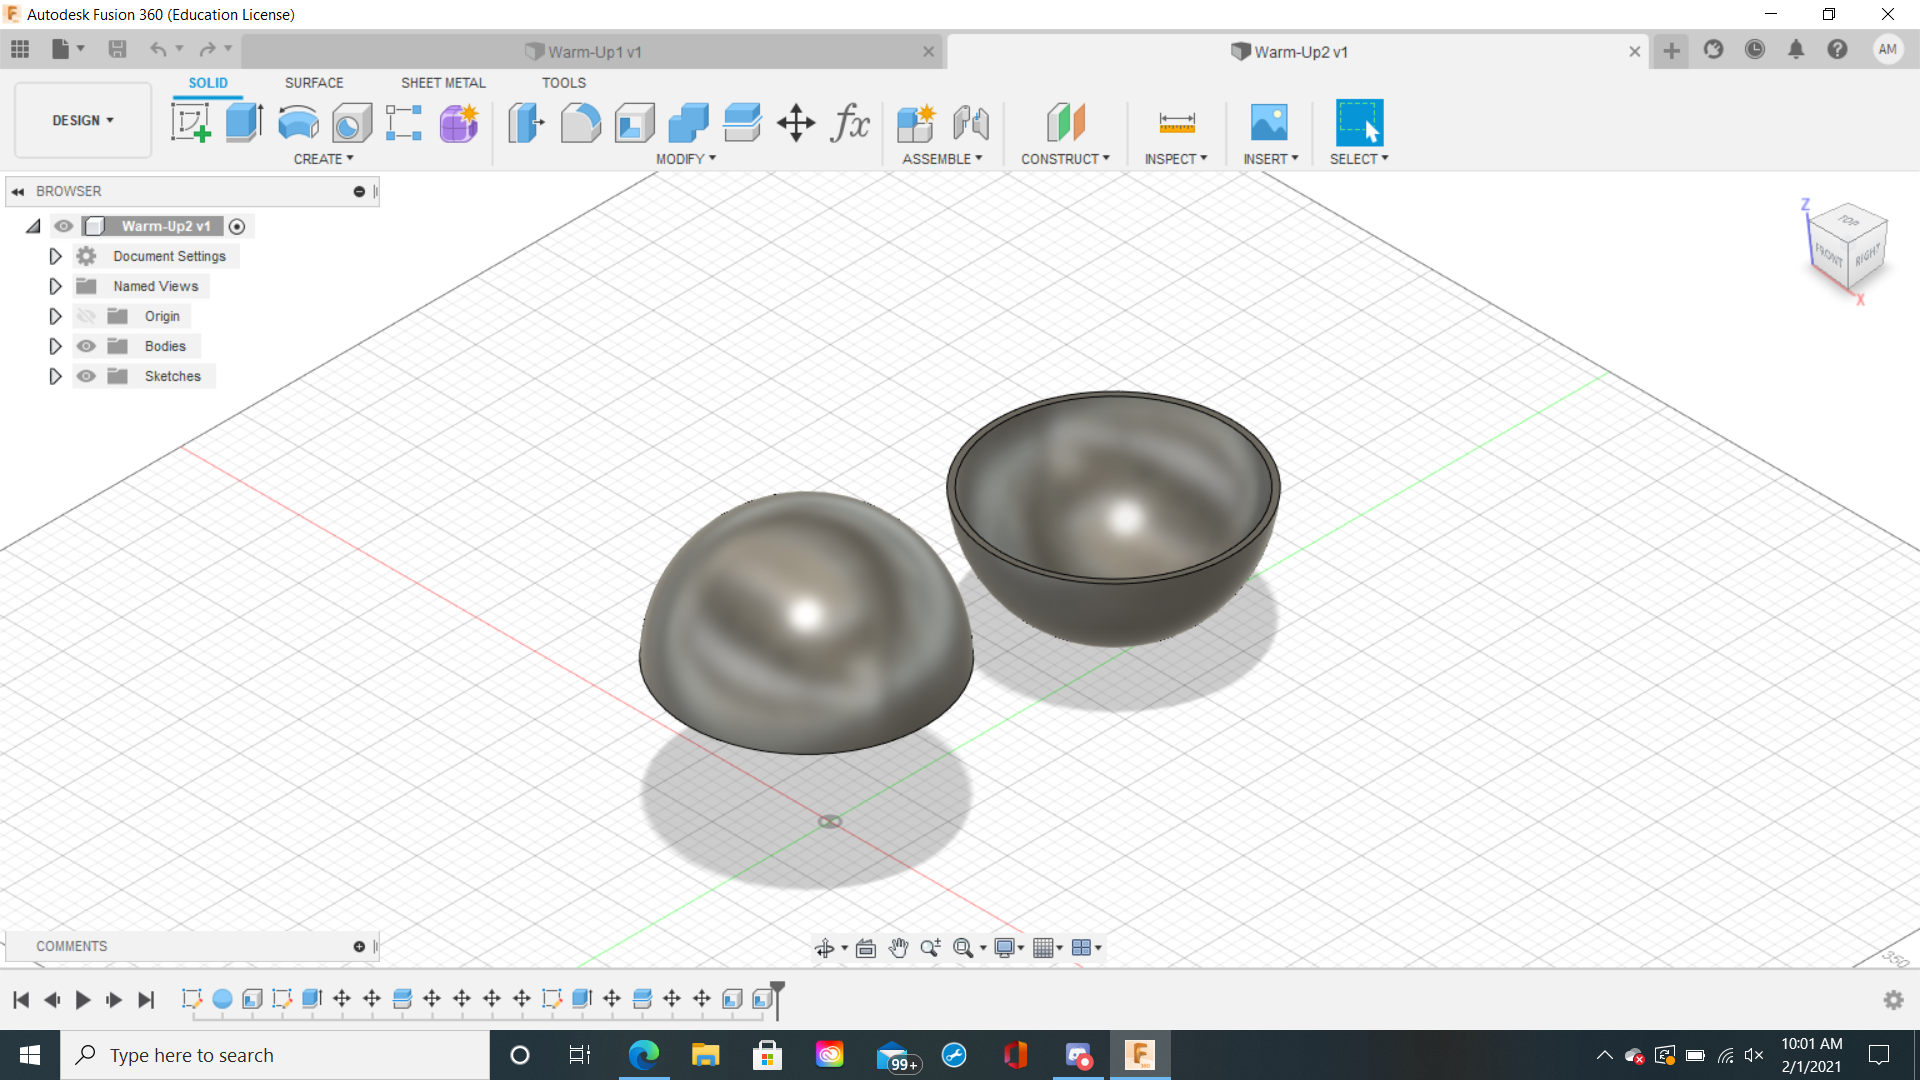 Autodesk Fusion 360 (Education License)
Warm-Up1 v1
Warm-Up2 v1
AM
SOLID
SURFACE
SHEET METAL
TOOLS
DESIGN
fx
CREATE
MODIFY
ASSEMBLE
CONSTRUCT
INSPECT
INSERT
SELECT
BROWSER
Warm-Up2 v1
Document Settings
Named Views
Origin
Bodies
Sketches
Z
TOP
FRONT
RIGHT
X
350
COMMENTS
Type here to search
99+
10:01 AM
2/1/2021